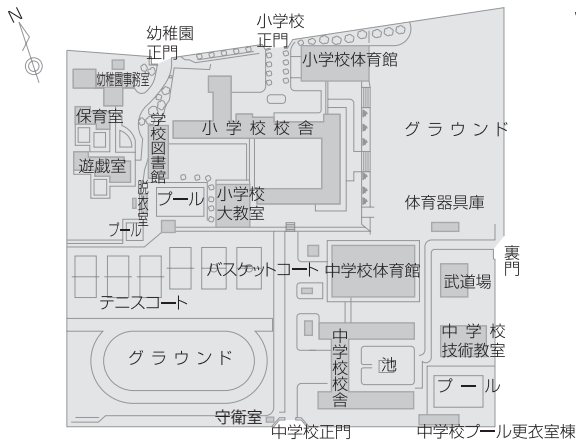 N
幼稚園
正門
小学校
正門
小学校体育館
幼稚園事務室
保育室
学校図書館
小学校校舎
グラウンド
遊戯室
脱衣室
プール
小学校
大教室
体育器具庫
プール
裏門
バスケットコート
中学校体育館
武道場
テニスコート
中学校校舎
中学校
技術教室
グラウンド
池
プール
守衛室
中学校正門
中学校プール更衣室棟